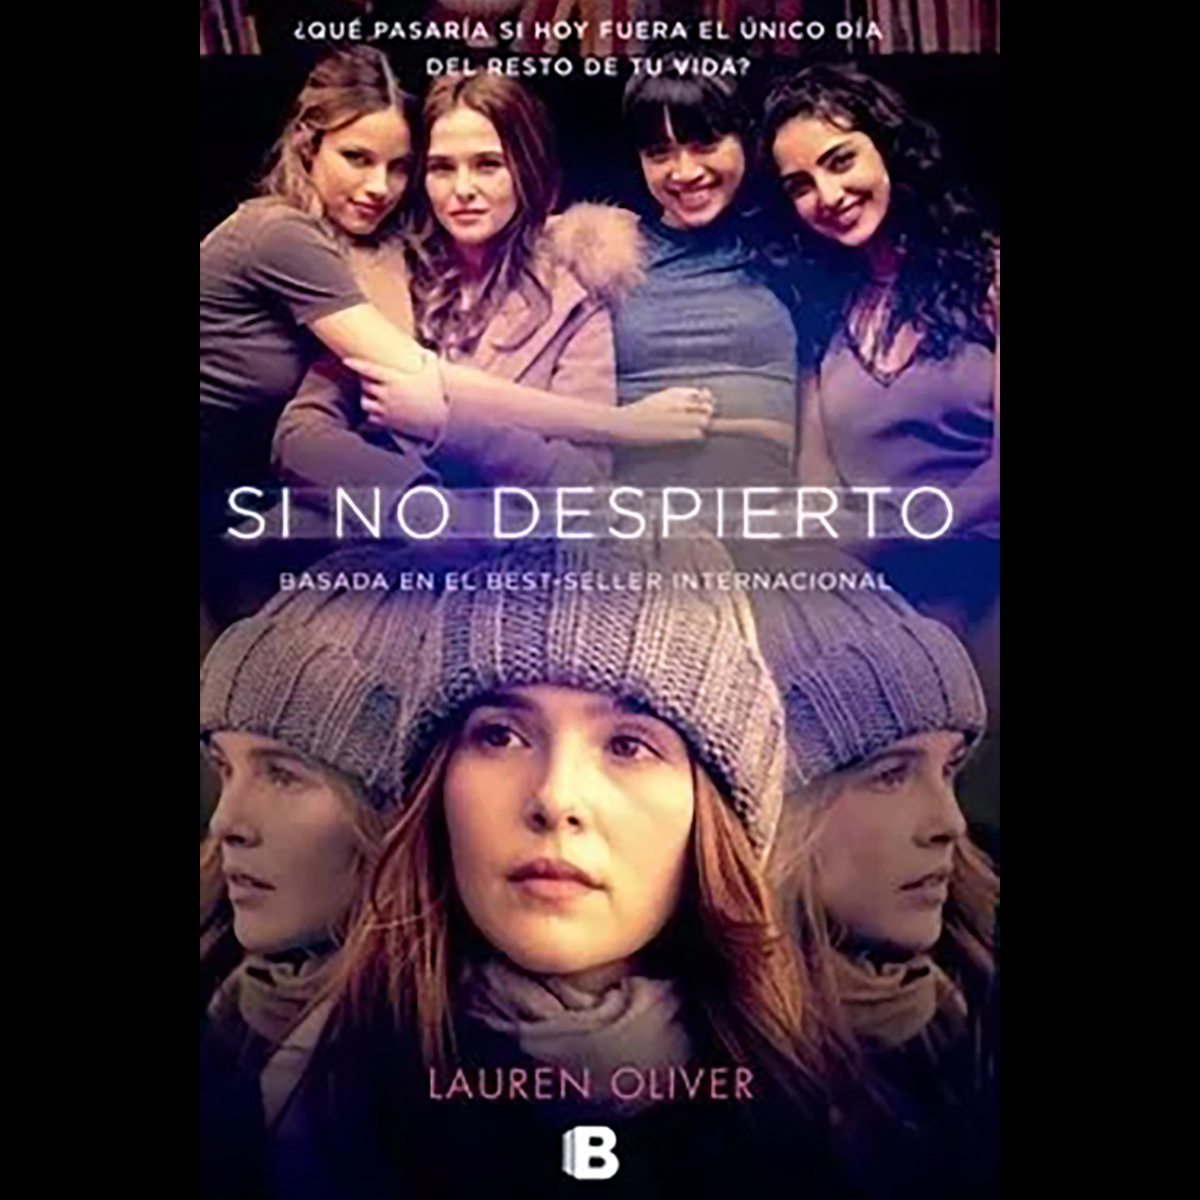 ¿QUÉ PASARÍA SI HOY FUERA EL ÚNICO DÍA
DEL RESTO DE TU VIDA?
SI NO DESPIERTO
BASADA EN EL BEST-SELLER INTERNACIONAL
LAUREN OLIVER
B